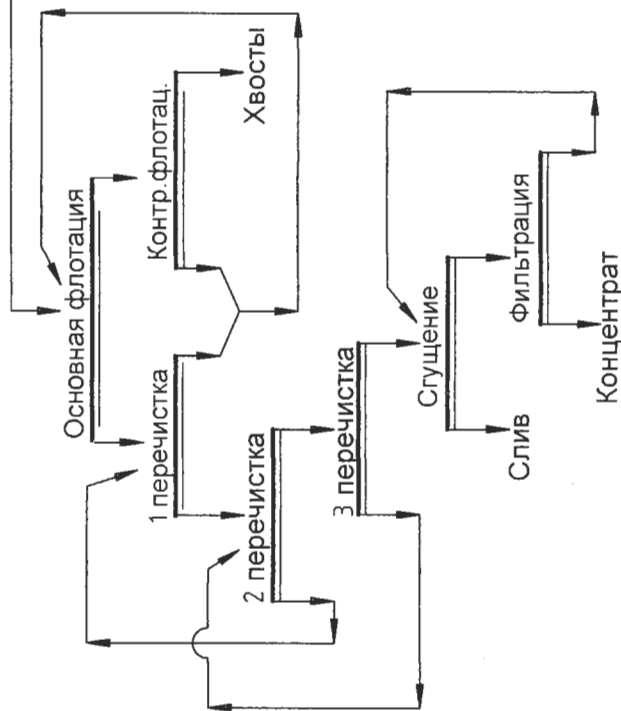 Основная флотация
1 перечистка
Контр.флотац.
Хвосты
2 перечистка
3 перечистка
Сгущение
Слив
Фильтрация
Концентрат